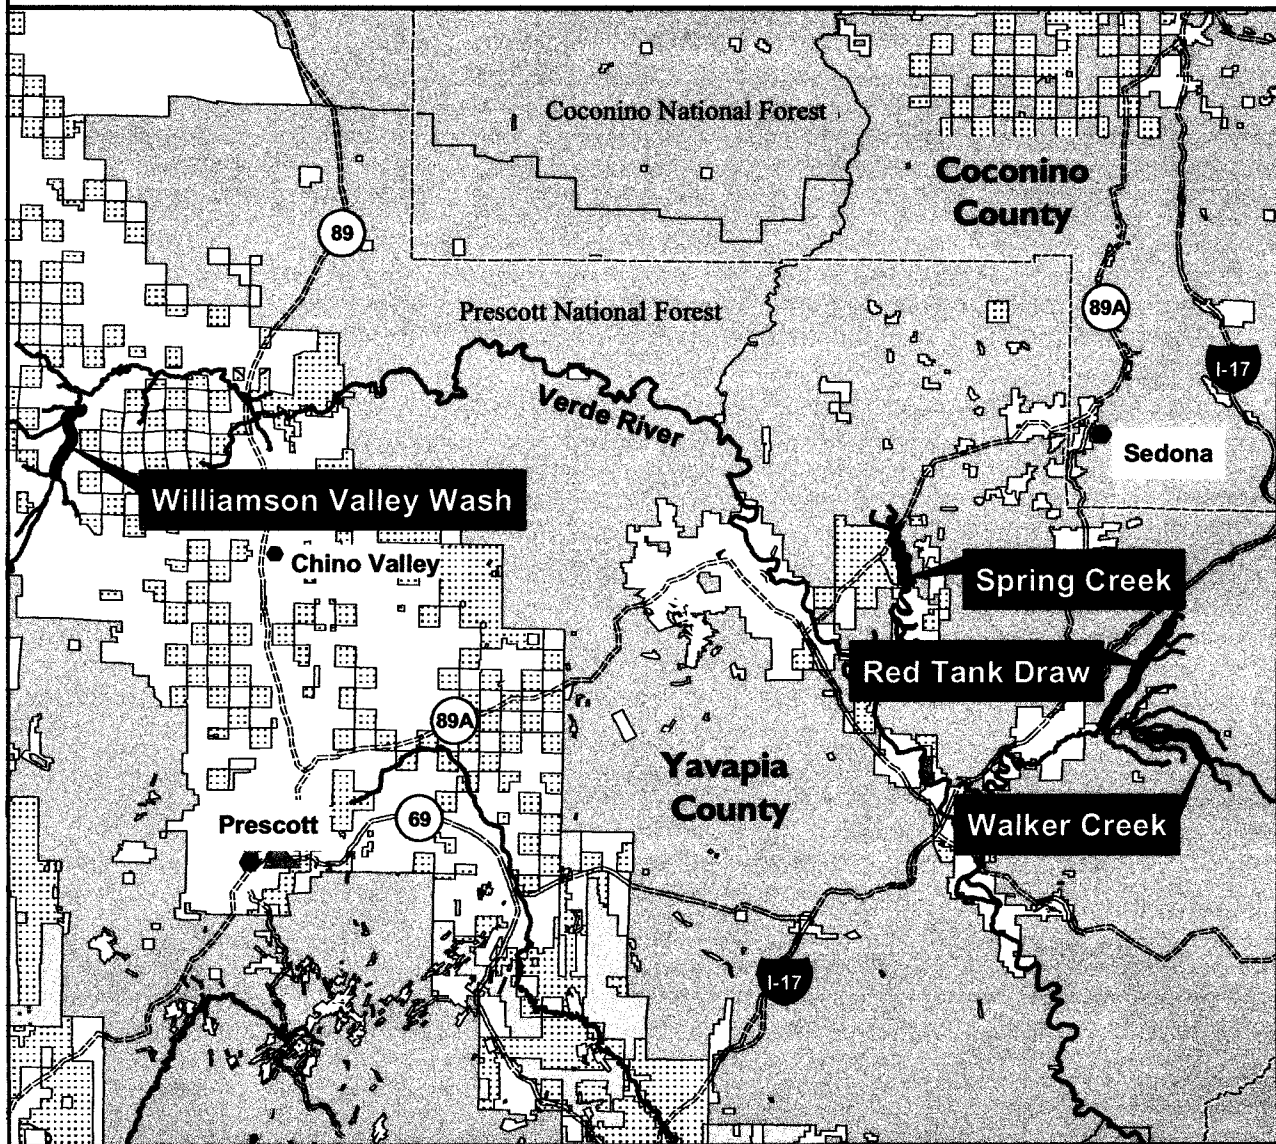 Coconino National Forest
Coconino
County
89
Prescott National Forest
89A
I-17
Verde River
Sedona
Williamson Valley Wash
Chino Valley
Spring Creek
Red Tank Draw
89A
Yavapia
County
69
Prescott
Walker Creek
I-17